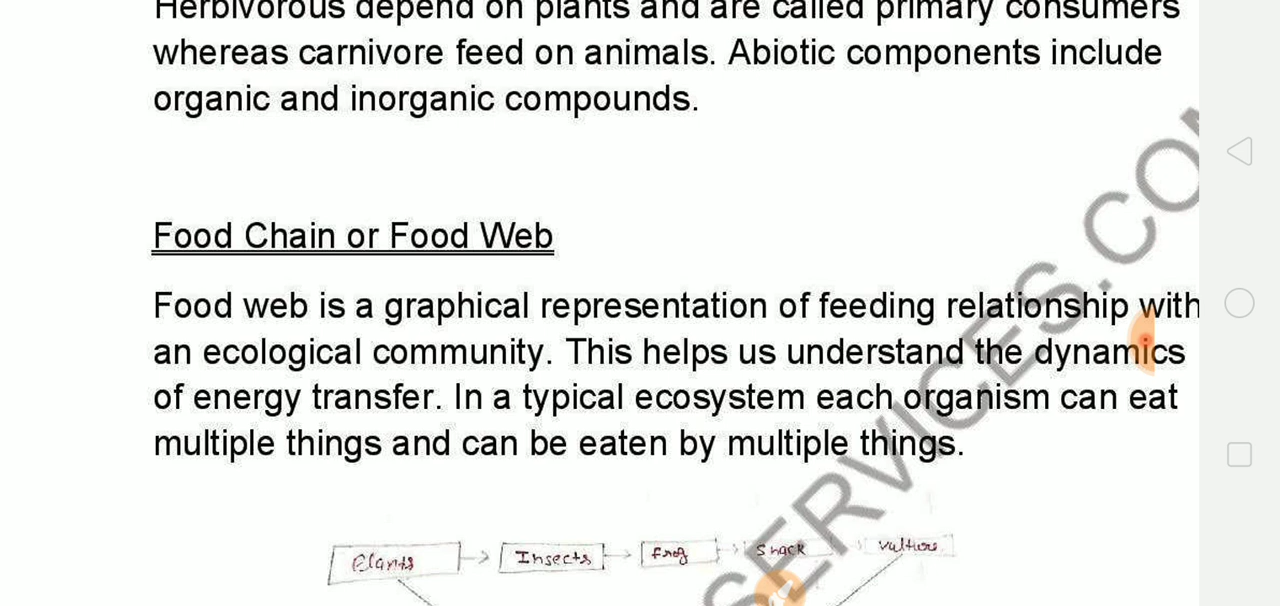 Herbivorous depend on plants and are called primary consumers
whereas carnivore feed on animals. Abiotic components include
organic and inorganic compounds.
Food Chain or Food Web
Food web is a graphical representation of feeding relationship with
an ecological community. This helps us understand the dynamics
of energy transfer. In a typical ecosystem each organism can eat
multiple things and can be eaten by multiple things.
Plants Insects Frog Snack Vulture
SERVICES.COM